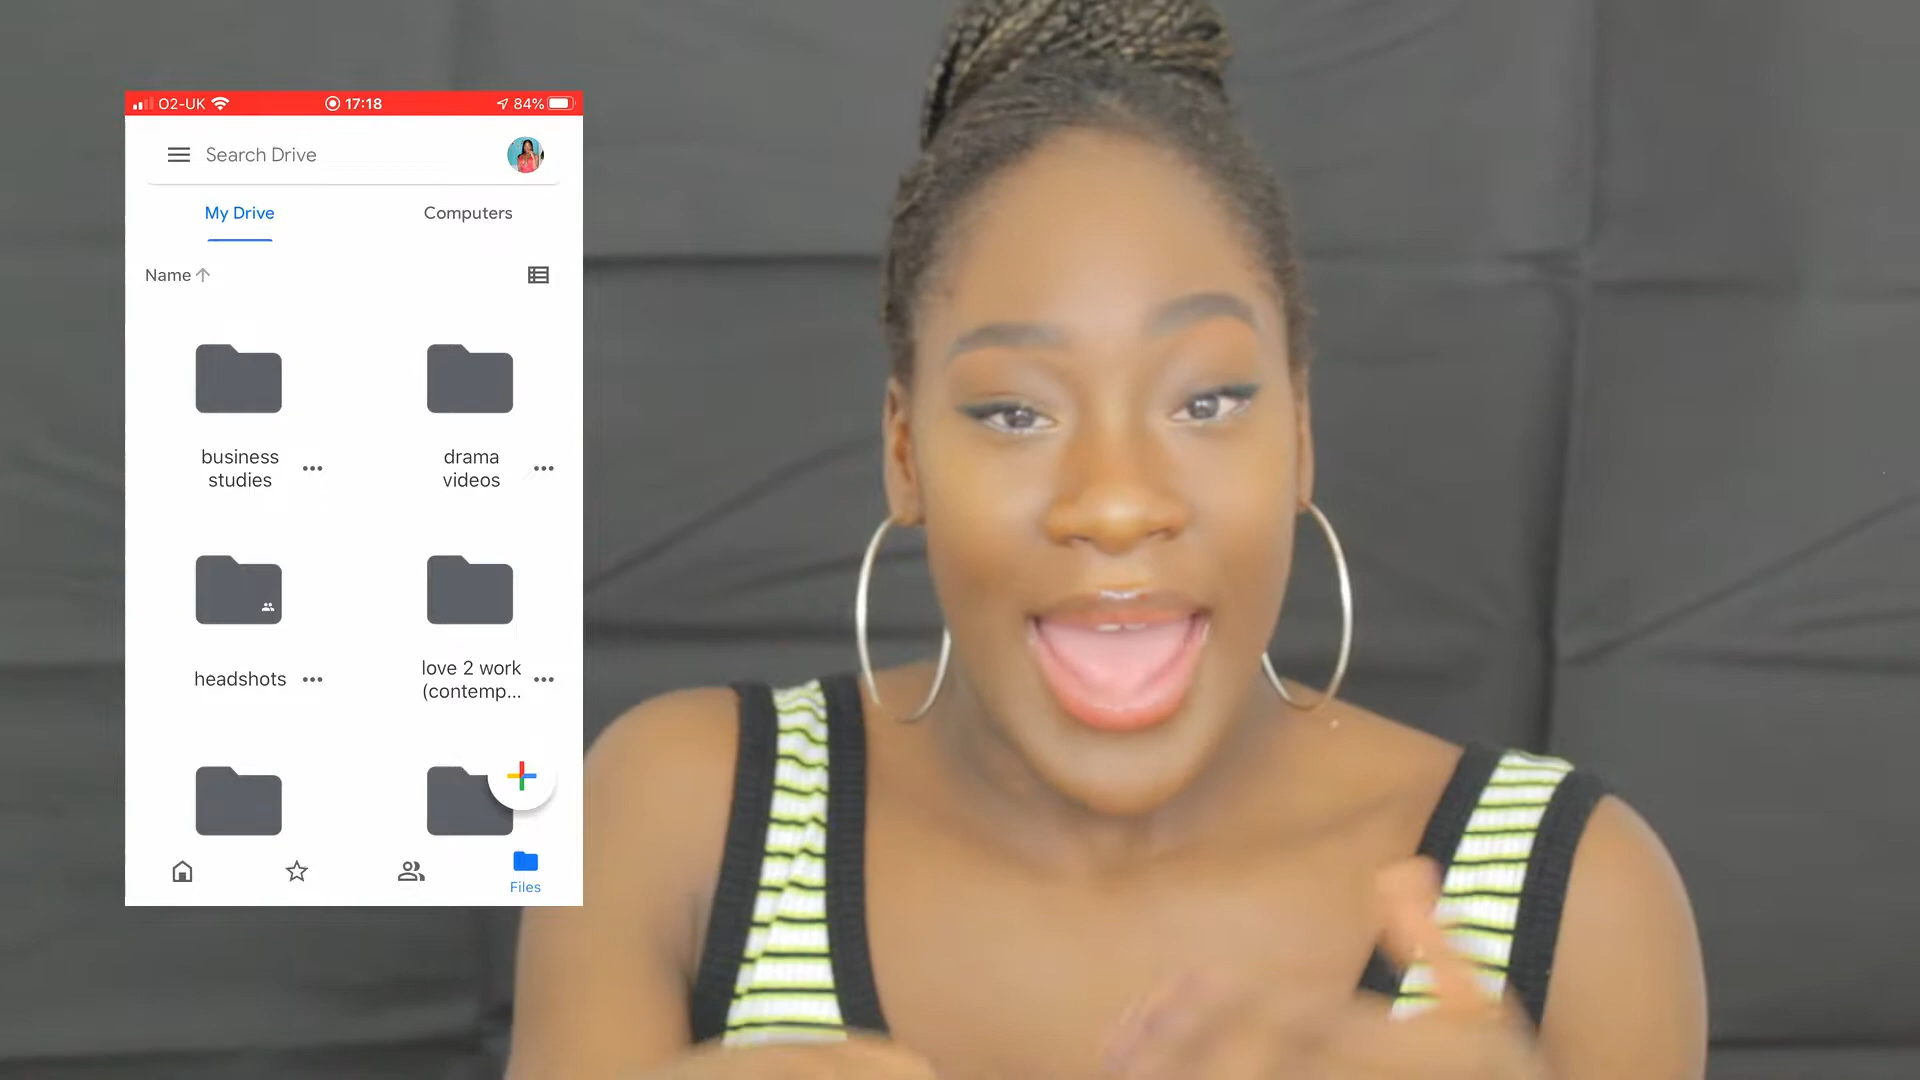 O2-UK 17:18 84%
Search Drive
My Drive Computers
Name
business
studies
drama
videos
headshots
love 2 work
(contemp...
Files